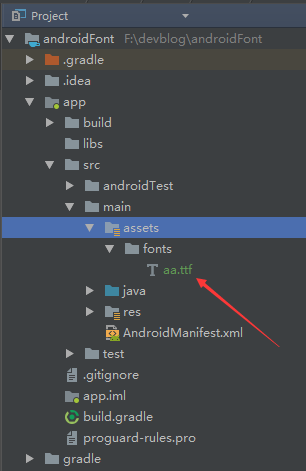 Project
androidFont F:\devblog\androidFont
.gradle
.idea
app
build
libs
src
androidTest
main
assets
fonts
aa.ttf
java
res
AndroidManifest.xml
test
.gitignore
app.iml
build.gradle
proguard-rules.pro
gradle